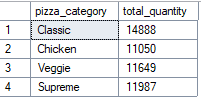 pizza_category total_quantity
1 Classic 14888
2 Chicken 11050
3 Veggie 11649
4 Supreme 11987